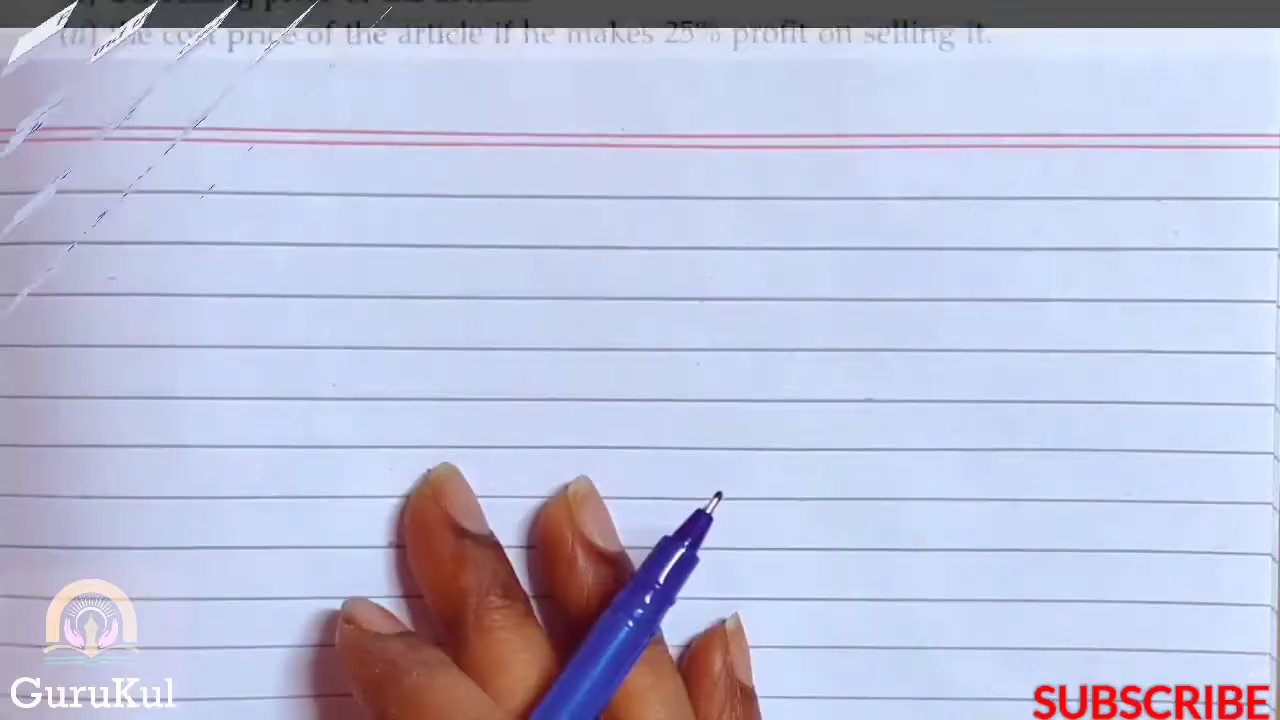 (ii) the cost price of the article if he makes 25% profit on selling it.
GuruKul
SUBSCRIBE